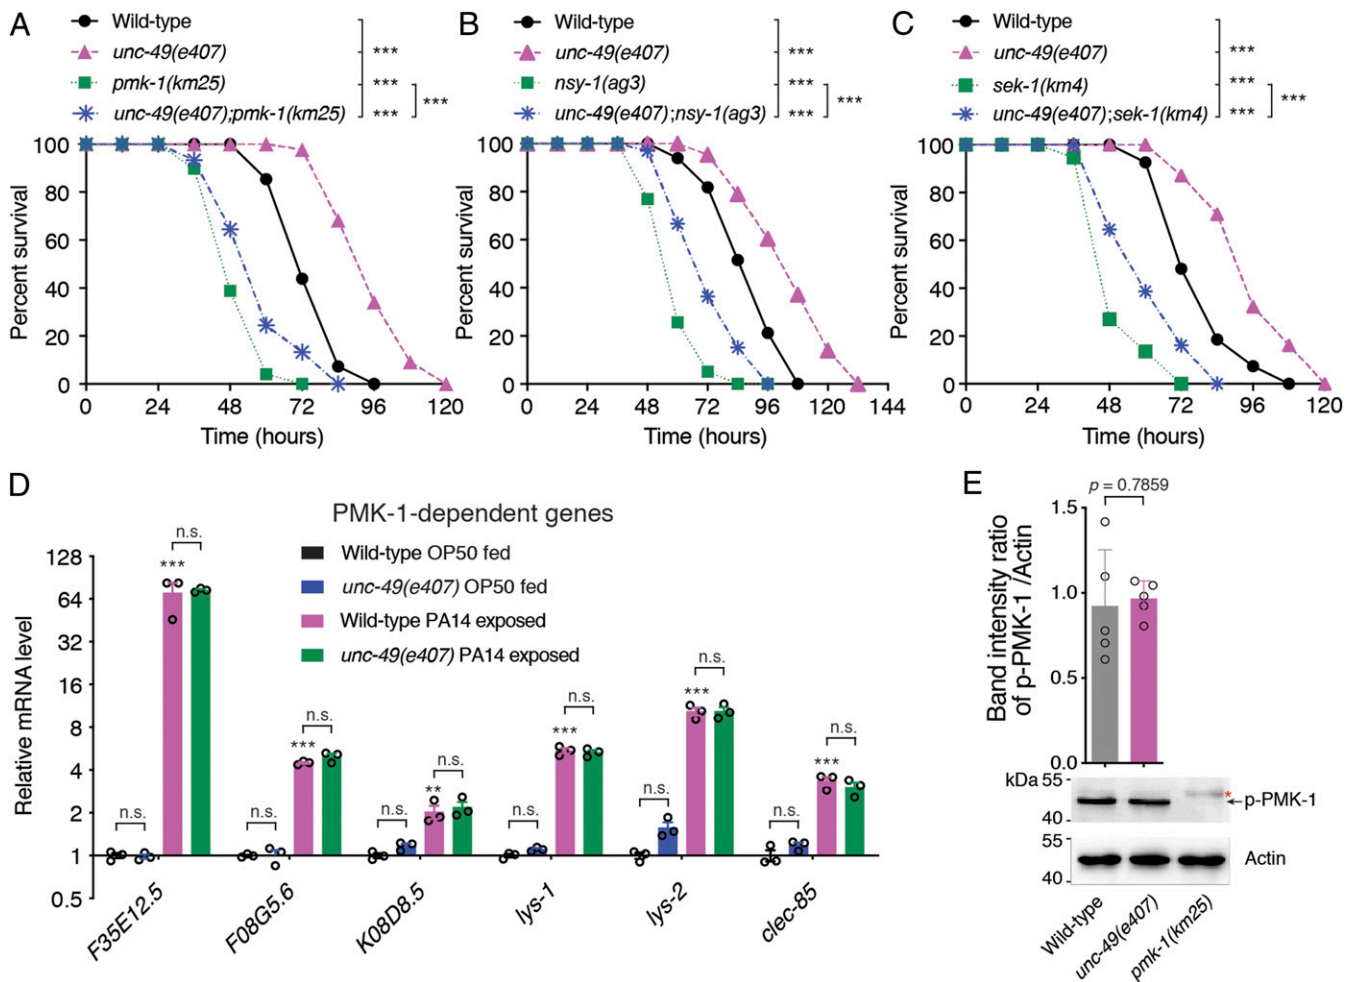 A
Wild-type
unc-49(e407)
pmk-1(km25)
unc-49(e407);pmk-1(km25)
***
***
***
***
Percent survival
100
80
60
40
20
0
0 24 48 72 96 120
Time (hours)
B
Wild-type
unc-49(e407)
nsy-1(ag3)
unc-49(e407);nsy-1(ag3)
***
***
***
***
Percent survival
100
80
60
40
20
0
0 24 48 72 96 120 144
Time (hours)
C
Wild-type
unc-49(e407)
sek-1(km4)
unc-49(e407);sek-1(km4)
***
***
***
***
Percent survival
100
80
60
40
20
0
0 24 48 72 96 120
Time (hours)
D
PMK-1-dependent genes
Wild-type OP50 fed
unc-49(e407) OP50 fed
Wild-type PA14 exposed
unc-49(e407) PA14 exposed
Relative mRNA level
128
64
32
16
8
4
2
1
0.5
n.s. *** n.s.
n.s. *** n.s.
n.s. ** n.s.
n.s. *** n.s.
n.s. *** n.s.
n.s. *** n.s.
F35E12.5
F08G5.6
K08D8.5
lys-1
lys-2
clec-85
E
p = 0.7859
Band intensity ratio
of p-PMK-1 /Actin
1.5
1.0
0.5
0.0
kDa 55
40
*
p-PMK-1
55
40
Actin
Wild-type
unc-49(e407)
pmk-1(km25)